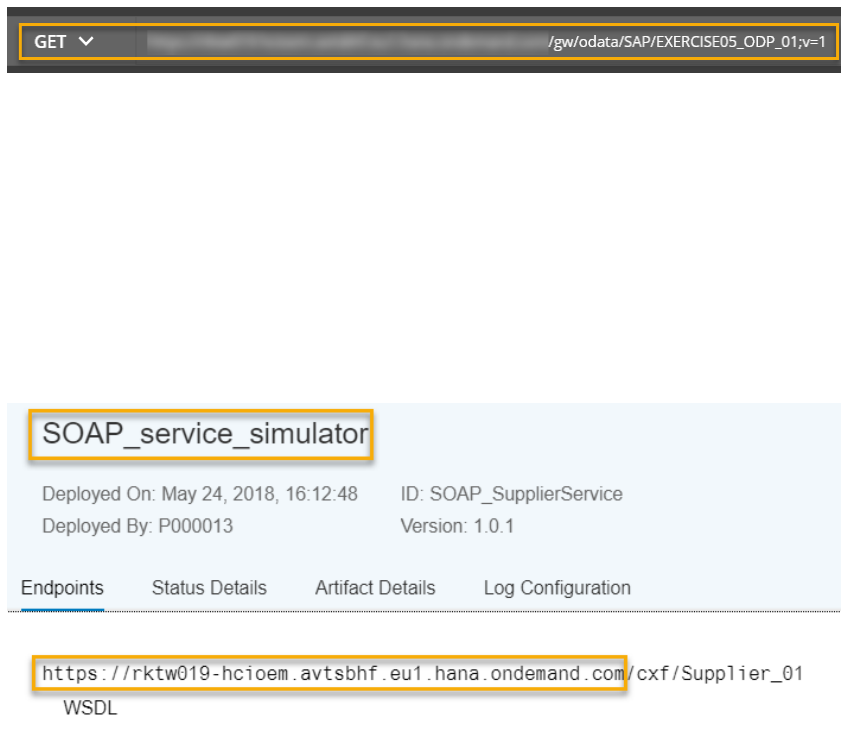 GET /gw/odata/SAP/EXERCISE05_ODP_01;v=1
SOAP_service_simulator
Deployed On: May 24, 2018, 16:12:48 ID: SOAP_SupplierService
Deployed By: P000013 Version: 1.0.1
Endpoints Status Details Artifact Details Log Configuration
https://rktw019-hcioem.avtsbhf.eu1.hana.ondemand.com/cxf/Supplier_01
WSDL